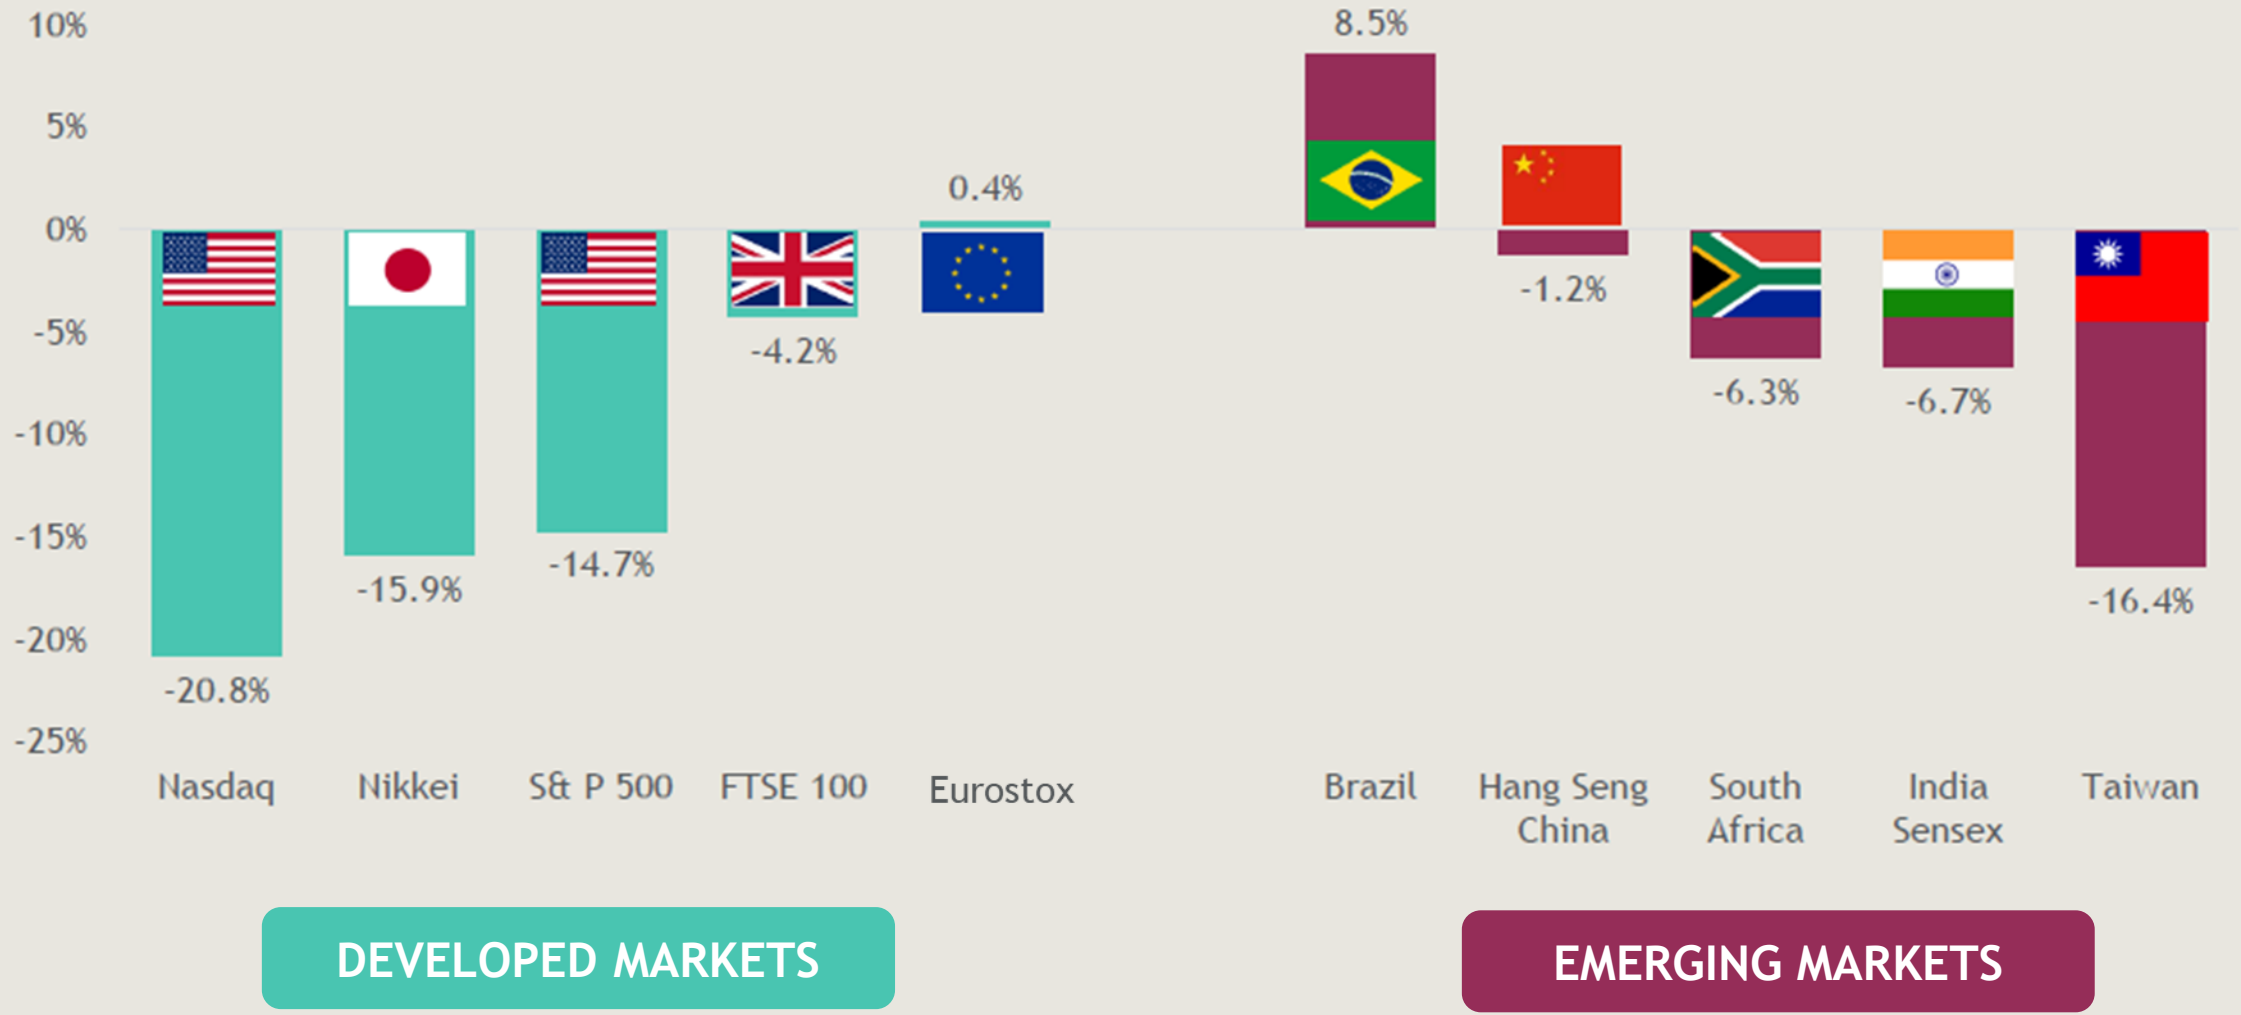 10%
5%
0%
-5%
-10%
-15%
-20%
-25%
-20.8%
-15.9%
-14.7%
-4.2%
0.4%
8.5%
-1.2%
-6.3%
-6.7%
-16.4%
Nasdaq
Nikkei
S& P 500
FTSE 100
Eurostox
Brazil
Hang Seng
China
South
Africa
India
Sensex
Taiwan
DEVELOPED MARKETS
EMERGING MARKETS